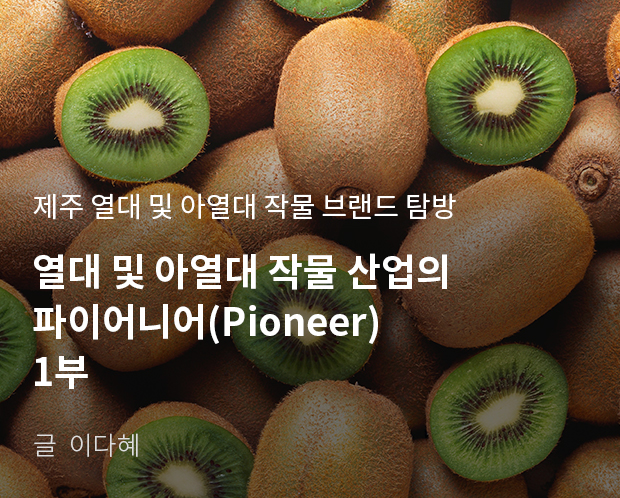 제주 열대 및 아열대 작물 브랜드 탐방
열대 및 아열대 작물 산업의
파이어니어(Pioneer)
1부
글 이다혜